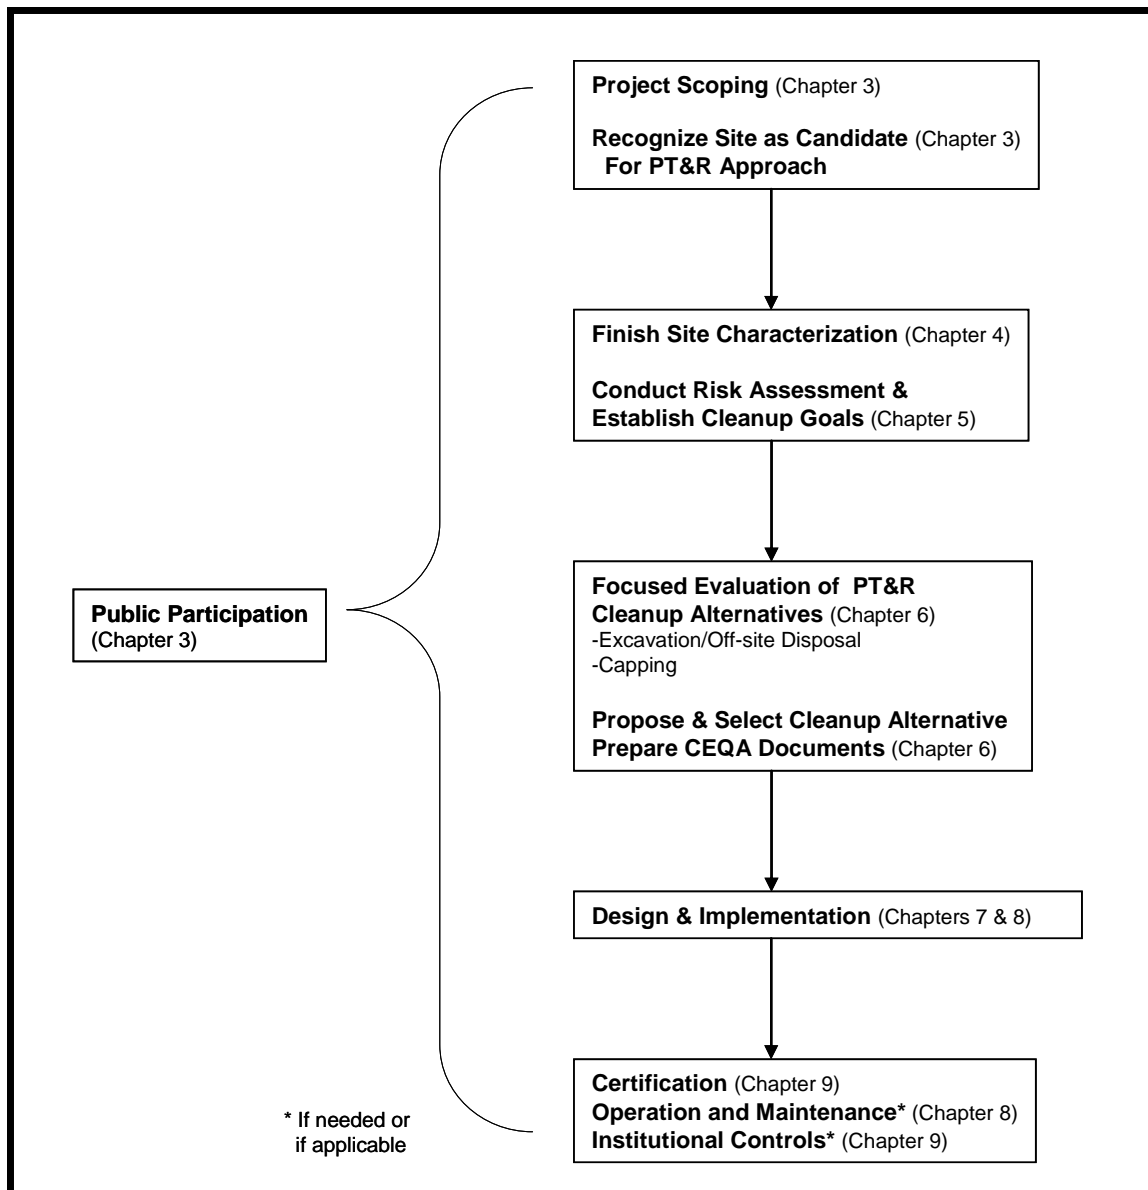 Project Scoping (Chapter 3)
Recognize Site as Candidate (Chapter 3)
For PT&R Approach
Finish Site Characterization (Chapter 4)
Conduct Risk Assessment &
Establish Cleanup Goals (Chapter 5)
Focused Evaluation of PT&R
Cleanup Alternatives (Chapter 6)
-Excavation/Off-site Disposal
-Capping
Propose & Select Cleanup Alternative
Prepare CEQA Documents (Chapter 6)
Public Participation
(Chapter 3)
Design & Implementation (Chapters 7 & 8)
Certification (Chapter 9)
Operation and Maintenance* (Chapter 8)
Institutional Controls* (Chapter 9)
* If needed or
if applicable